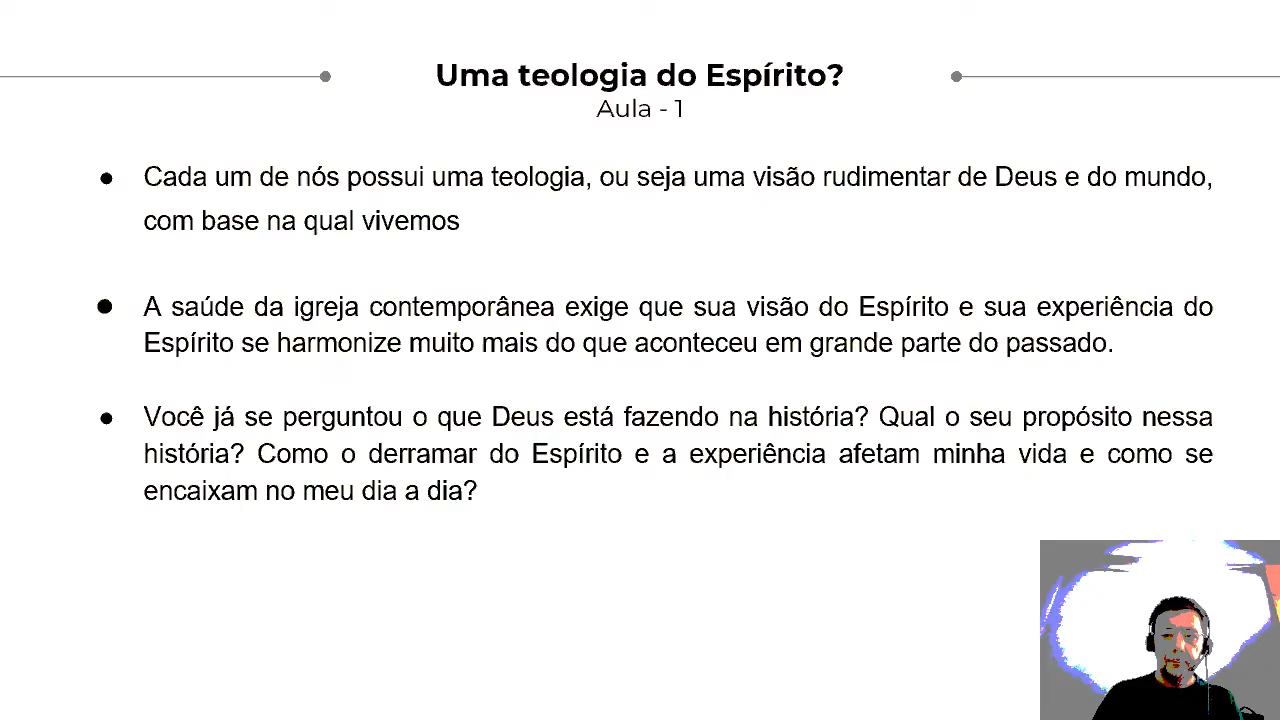 Uma teologia do Espírito?
Aula - 1
● Cada um de nós possui uma teologia, ou seja uma visão rudimentar de Deus e do mundo,
com base na qual vivemos
● A saúde da igreja contemporânea exige que sua visão do Espírito e sua experiência do
Espírito se harmonize muito mais do que aconteceu em grande parte do passado.
● Você já se perguntou o que Deus está fazendo na história? Qual o seu propósito nessa
história? Como o derramar do Espírito e a experiência afetam minha vida e como se
encaixam no meu dia a dia?